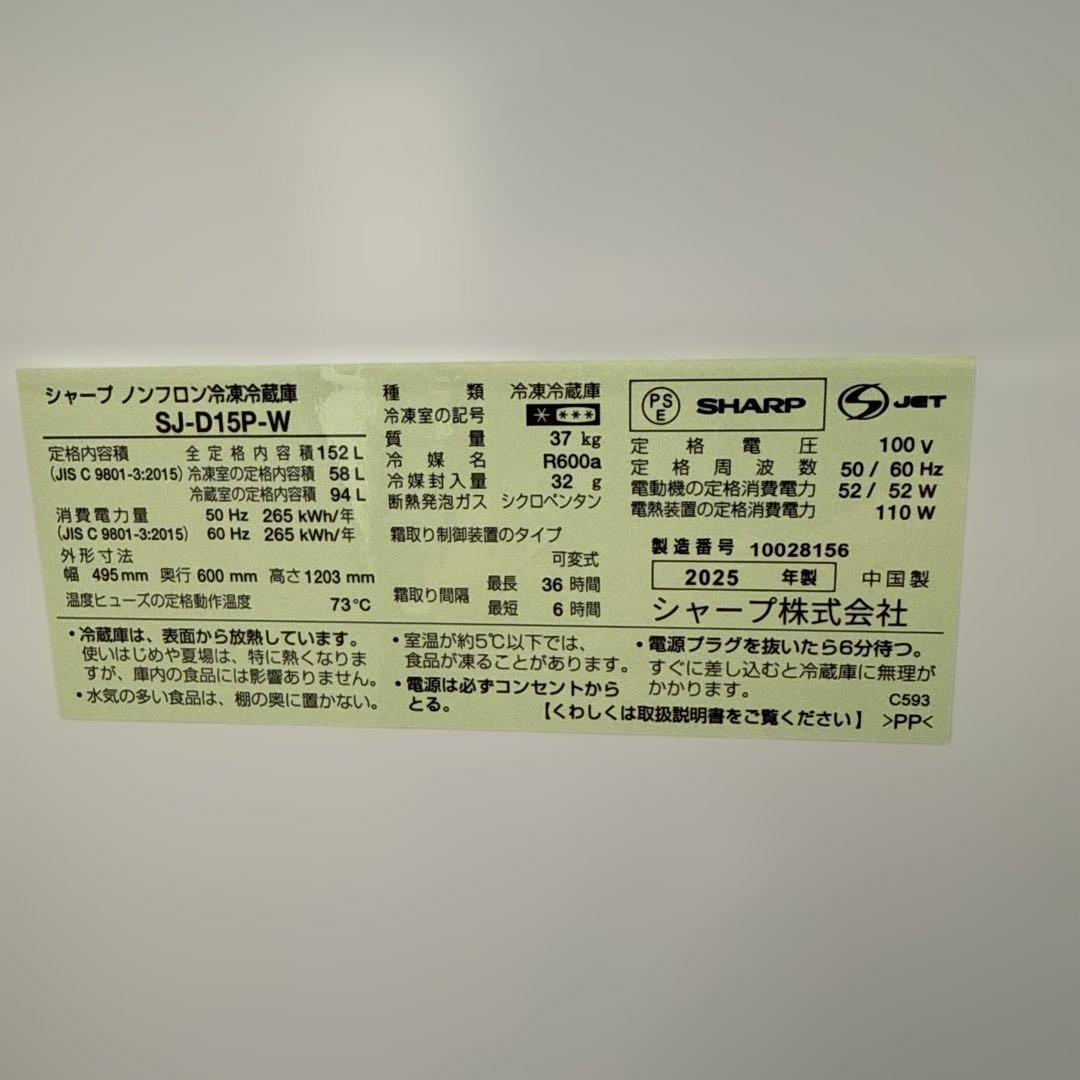 シャープ ノンフロン冷凍冷蔵庫
SJ-D15P-W
定格内容積 全定格内容積 152 L
(JIS C 9801-3:2015) 冷凍室の定格内容積 58 L
冷蔵室の定格内容積 94 L
消費電力量 50 Hz 265 kWh/年
(JIS C 9801-3:2015) 60 Hz 265 kWh/年
外形寸法
幅 495 mm 奥行 600 mm 高さ 1203 mm
温度ヒューズの定格動作温度 73℃
種類 冷凍冷蔵庫
冷凍室の記号 * ***
質量 37 kg
冷媒名 R600a
冷媒封入量 32 g
断熱発泡ガス シクロペンタン
霜取り制御装置のタイプ
可変式
霜取り間隔 最長 36 時間
最短 6 時間
PS E SHARP JET
定格電圧 100 V
定格周波数 50 / 60 Hz
電動機の定格消費電力 52 / 52 W
電熱装置の定格消費電力 110 W
製造番号 10028156
2025 年製 中国製
シャープ株式会社
・冷蔵庫は、表面から放熱しています。
使いはじめや夏場は、特に熱くなりま
すが、庫内の食品には影響ありません。
・水気の多い食品は、棚の奥に置かない。
・室温が約5℃以下では、
食品が凍ることがあります。
・電源は必ずコンセントから
とる。
・電源プラグを抜いたら6分待つ。
すぐに差し込むと冷蔵庫に無理が
かかります。
C593
【くわしくは取扱説明書をご覧ください】 >PP<